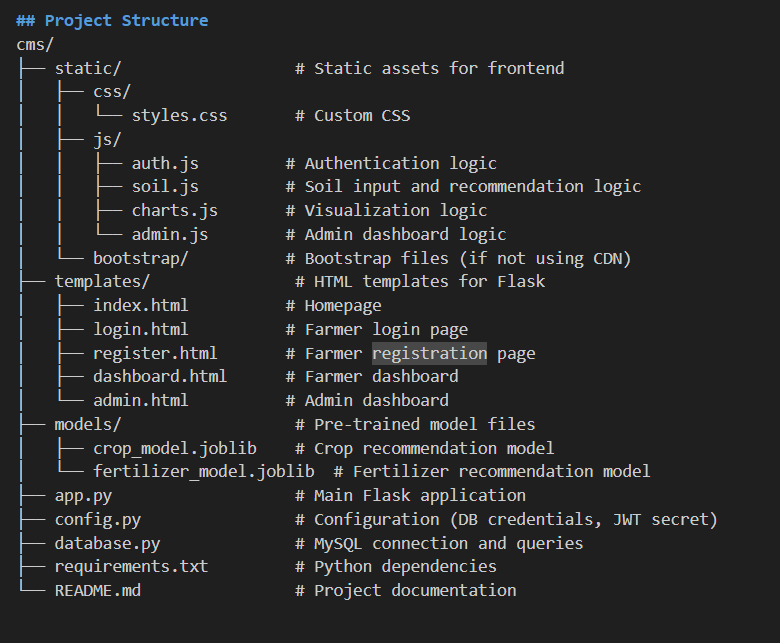 ## Project Structure
cms/
├── static/                  # Static assets for frontend
│   ├── css/
│   │   └── styles.css       # Custom CSS
│   ├── js/
│   │   ├── auth.js         # Authentication logic
│   │   ├── soil.js         # Soil input and recommendation logic
│   │   ├── charts.js       # Visualization logic
│   │   └── admin.js        # Admin dashboard logic
│   └── bootstrap/          # Bootstrap files (if not using CDN)
├── templates/               # HTML templates for Flask
│   ├── index.html          # Homepage
│   ├── login.html          # Farmer login page
│   ├── register.html       # Farmer registration page
│   ├── dashboard.html      # Farmer dashboard
│   └── admin.html          # Admin dashboard
├── models/                  # Pre-trained model files
│   ├── crop_model.joblib    # Crop recommendation model
│   └── fertilizer_model.joblib  # Fertilizer recommendation model
├── app.py                   # Main Flask application
├── config.py                # Configuration (DB credentials, JWT secret)
├── database.py              # MySQL connection and queries
├── requirements.txt         # Python dependencies
└── README.md                # Project documentation